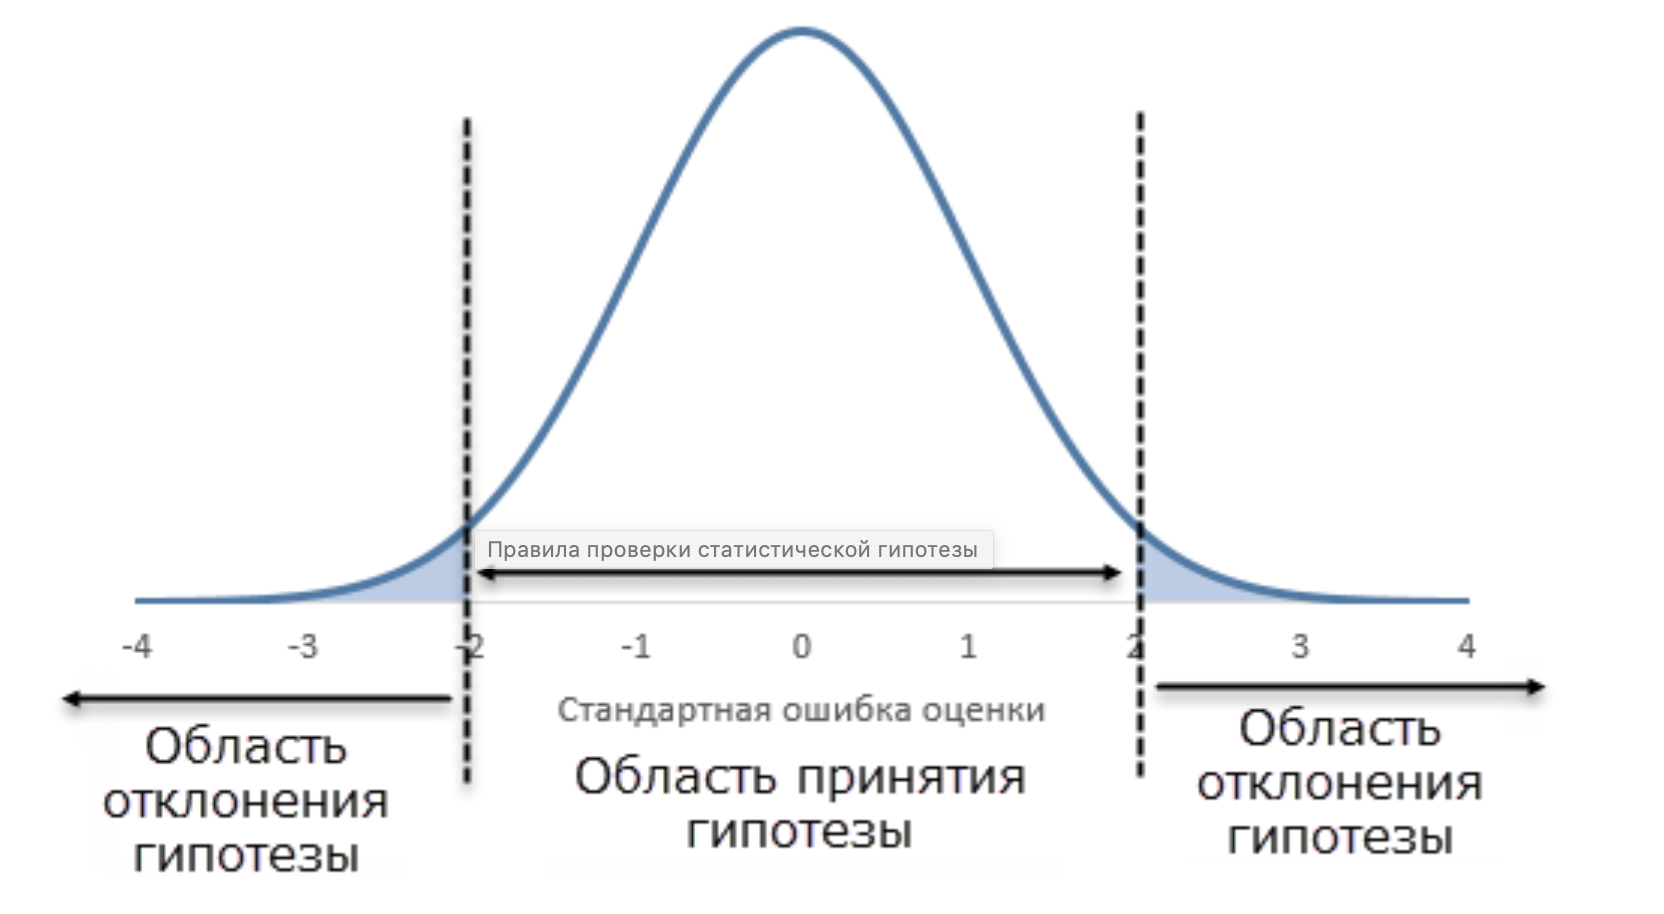 Правила проверки статистической гипотезы
-4 -3 -2 -1 0 1 2 3 4
Стандартная ошибка оценки
Область
отклонения
гипотезы
Область принятия
гипотезы
Область
отклонения
гипотезы